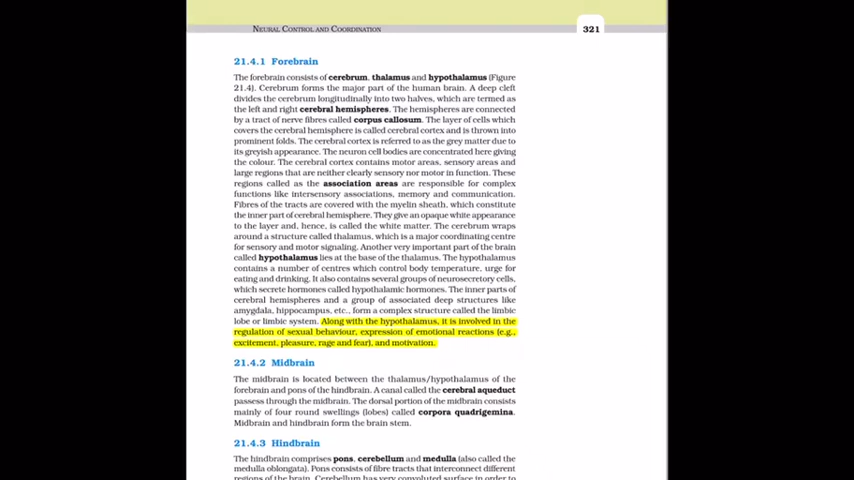 NEURAL CONTROL AND COORDINATION
321
21.4.1 Forebrain
The forebrain consists of cerebrum, thalamus and hypothalamus (Figure
21.4). Cerebrum forms the major part of the human brain. A deep cleft
divides the cerebrum longitudinally into two halves, which are termed as
the left and right cerebral hemispheres. The hemispheres are connected
by a tract of nerve fibres called corpus callosum. The layer of cells which
covers the cerebral hemisphere is called cerebral cortex and is thrown into
prominent folds. The cerebral cortex is referred to as the grey matter due to
its greyish appearance. The neuron cell bodies are concentrated here giving
the colour. The cerebral cortex contains motor areas, sensory areas and
large regions that are neither clearly sensory nor motor in function. These
regions called as the association areas are responsible for complex
functions like intersensory associations, memory and communication.
Fibres of the tracts are covered with the myelin sheath, which constitute
the inner part of cerebral hemisphere. They give an opaque white appearance
to the layer and, hence, is called the white matter. The cerebrum wraps
around a structure called thalamus, which is a major coordinating centre
for sensory and motor signaling. Another very important part of the brain
called hypothalamus lies at the base of the thalamus. The hypothalamus
contains a number of centres which control body temperature, urge for
eating and drinking. It also contains several groups of neurosecretory cells,
which secrete hormones called hypothalamic hormones. The inner parts of
cerebral hemispheres and a group of associated deep structures like
amygdala, hippocampus, etc., form a complex structure called the limbic
lobe or limbic system. Along with the hypothalamus, it is involved in the
regulation of sexual behaviour, expression of emotional reactions (e.g.,
excitement, pleasure, rage and fear), and motivation.
21.4.2 Midbrain
The midbrain is located between the thalamus/hypothalamus of the
forebrain and pons of the hindbrain. A canal called the cerebral aqueduct
passess through the midbrain. The dorsal portion of the midbrain consists
mainly of four round swellings (lobes) called corpora quadrigemina.
Midbrain and hindbrain form the brain stem.
21.4.3 Hindbrain
The hindbrain comprises pons, cerebellum and medulla (also called the
medulla oblongata). Pons consists of fibre tracts that interconnect different
regions of the brain. Cerebellum has very convoluted surface in order to